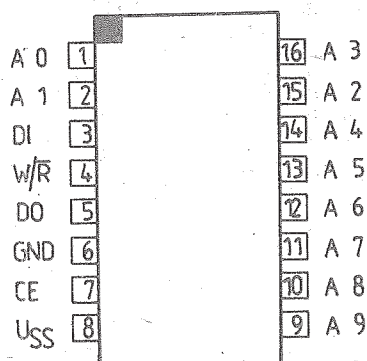 A 0 1 16 A 3
A 1 2 15 A 2
DI 3 14 A 4
W/R̅ 4 13 A 5
DO 5 12 A 6
GND 6 11 A 7
CE 7 10 A 8
USS 8 9 A 9